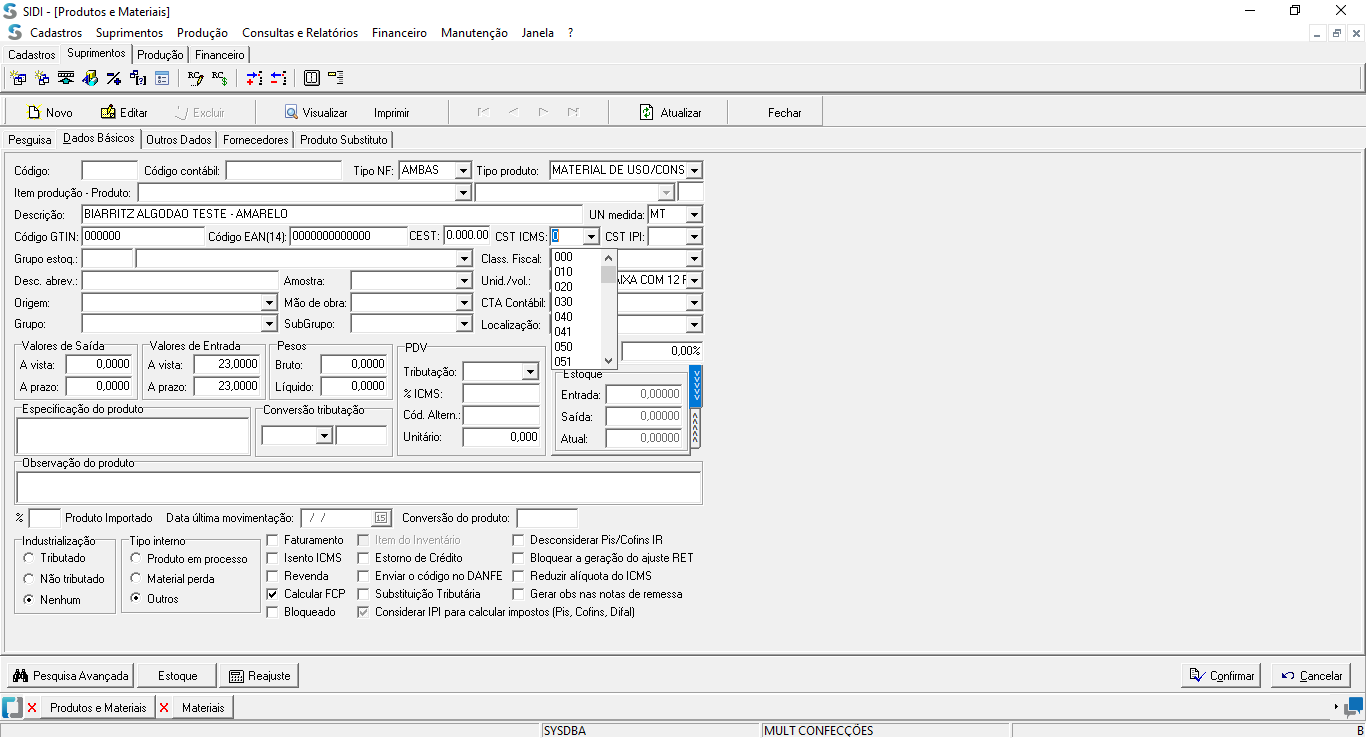 SIDI - [Produtos e Materiais]
Cadastros Suprimentos Produção Consultas e Relatórios Financeiro Manutenção Janela ?
Cadastros Suprimentos Produção Financeiro
Novo Editar Excluir Visualizar Imprimir Atualizar Fechar
Pesquisa Dados Básicos Outros Dados Fornecedores Produto Substituto
Código: Código contábil: Tipo NF: AMBAS Tipo produto: MATERIAL DE USO/CONS
Item produção - Produto:
Descrição: BIARRITZ ALGODAO TESTE - AMARELO UN medida: MT
Código GTIN: 000000 Código EAN(14): 0000000000000 CEST: 0.000.00 CST ICMS: 0 CST IPI:
Grupo estoq.: Class. Fiscal: 000
010
Desc. abrev.: Amostra: Unid./vol.: 020 AIXA COM 12 F
Origem: Mão de obra: CTA Contábil: 030
040
Grupo: SubGrupo: Localização: 041
Valores de Saída Valores de Entrada Pesos PDV 050 0,00%
A vista: 0,0000 A vista: 23,0000 Bruto: 0,0000 051
Tributação: Estoque
A prazo: 0,0000 A prazo: 23,0000 Líquido: 0,0000 % ICMS: Entrada: 0,00000
Especificação do produto Conversão tributação Cód. Altern.: Saída: 0,00000
Unitário: 0,000 Atual: 0,00000
Observação do produto
% Produto Importado Data última movimentação: / / 15 Conversão do produto:
Industrialização Tipo interno Faturamento Item do Inventário Desconsiderar Pis/Cofins IR
Tributado Produto em processo Isento ICMS Estorno de Crédito Bloquear a geração do ajuste RET
Não tributado Material perda Revenda Enviar o código no DANFE Reduzir alíquota do ICMS
Nenhum Outros Calcular FCP Substituição Tributária Gerar obs nas notas de remessa
Bloqueado Considerar IPI para calcular impostos (Pis, Cofins, Difal)
Pesquisa Avançada Estoque Reajuste Confirmar Cancelar
Produtos e Materiais Materiais
SYSDBA MULT CONFECÇÕES B